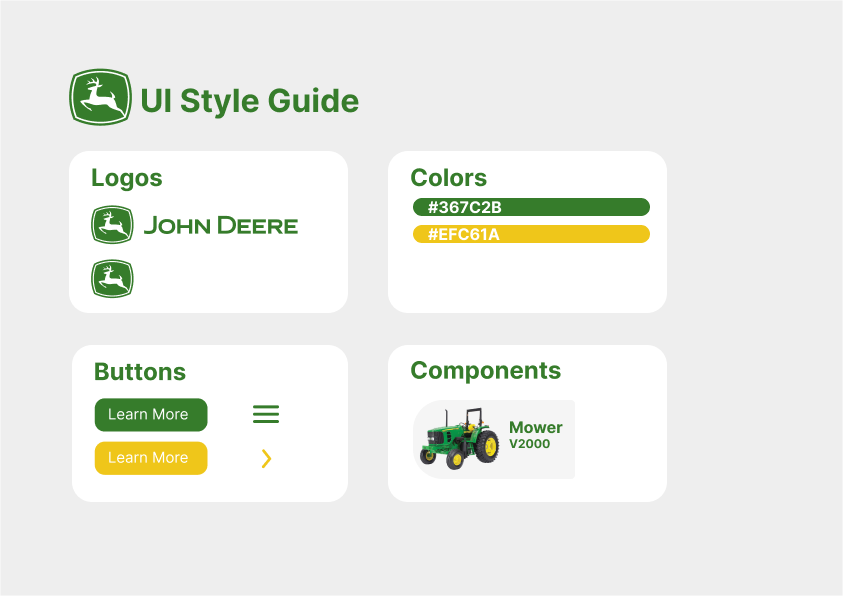 UI Style Guide
Logos
JOHN DEERE
Colors
#367C2B
#EFC61A
Buttons
Learn More
Learn More
Components
Mower
V2000